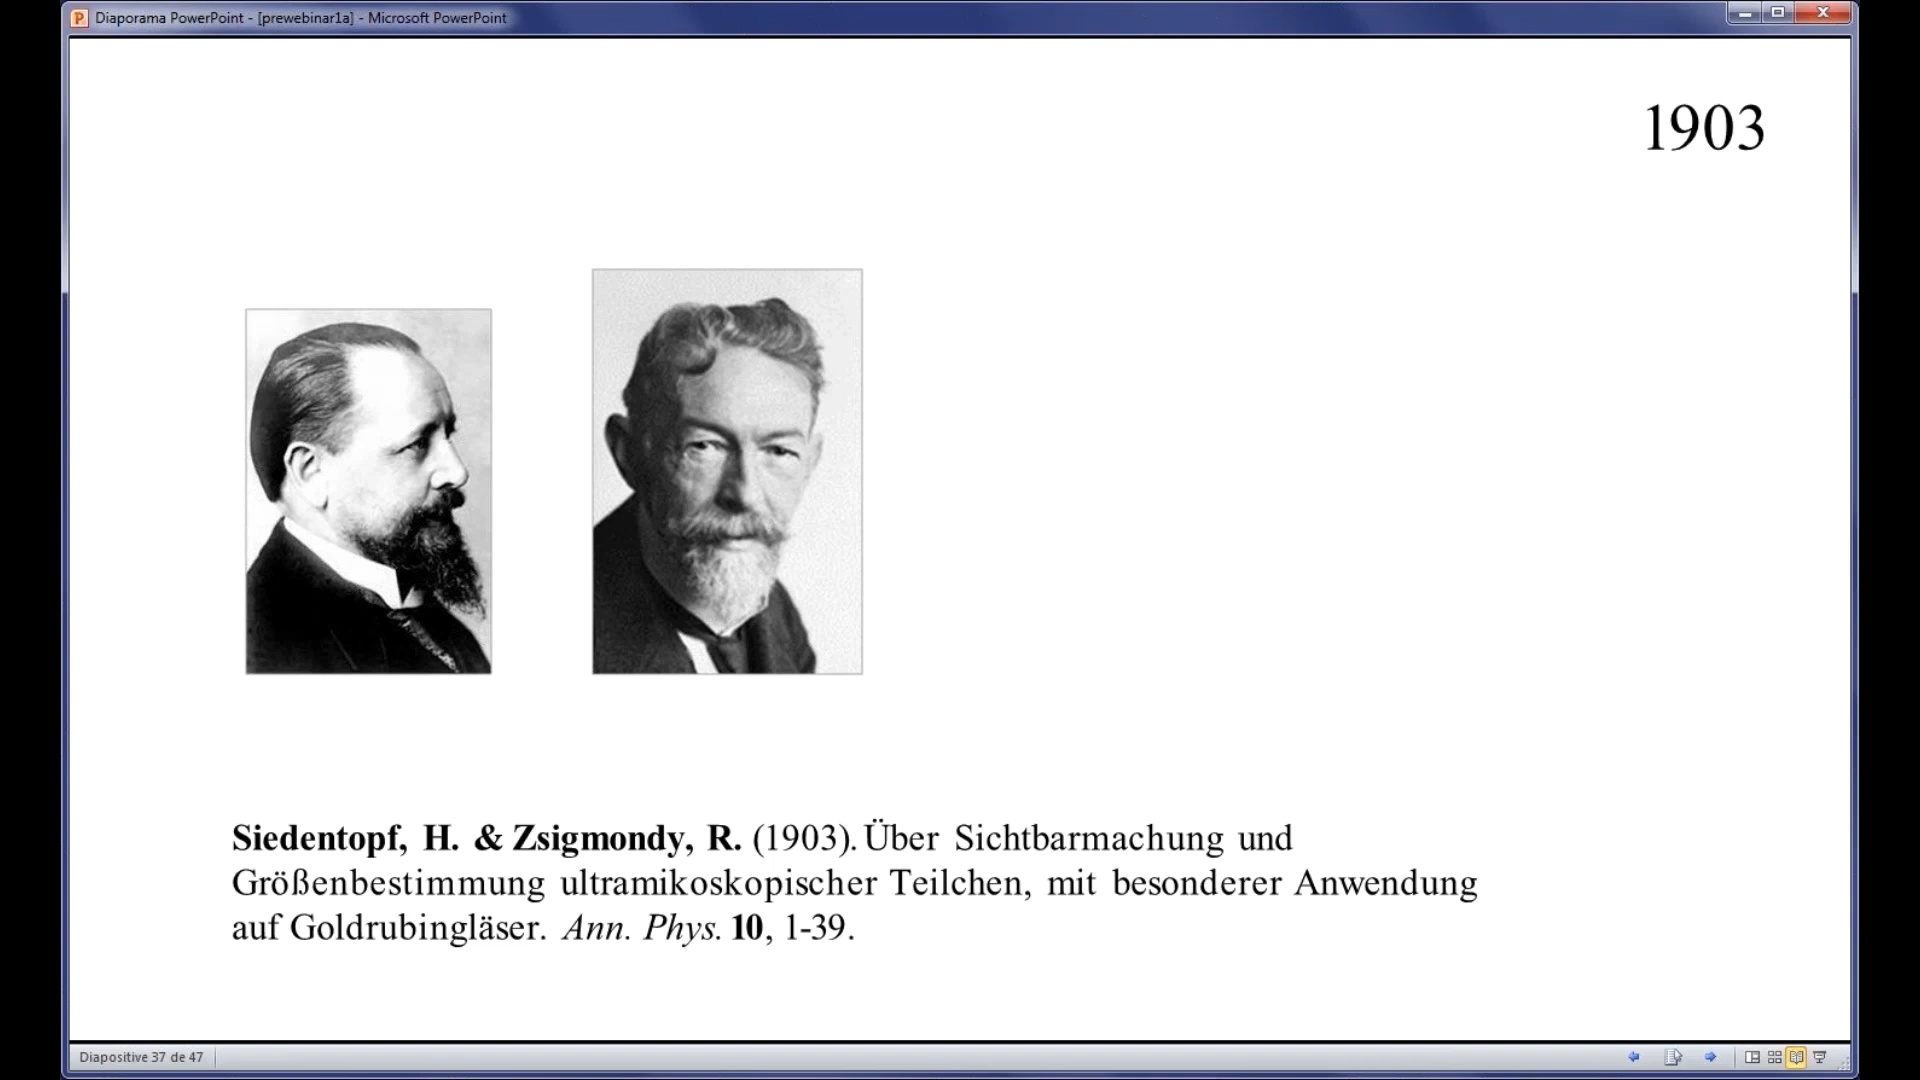 Diaporama PowerPoint - [prewebinar1a] - Microsoft PowerPoint
1903
Siedentopf, H. & Zsigmondy, R. (1903). Über Sichtbarmachung und
Größenbestimmung ultramikoskopischer Teilchen, mit besonderer Anwendung
auf Goldrubingläser. Ann. Phys. 10, 1-39.
Diapositive 37 de 47